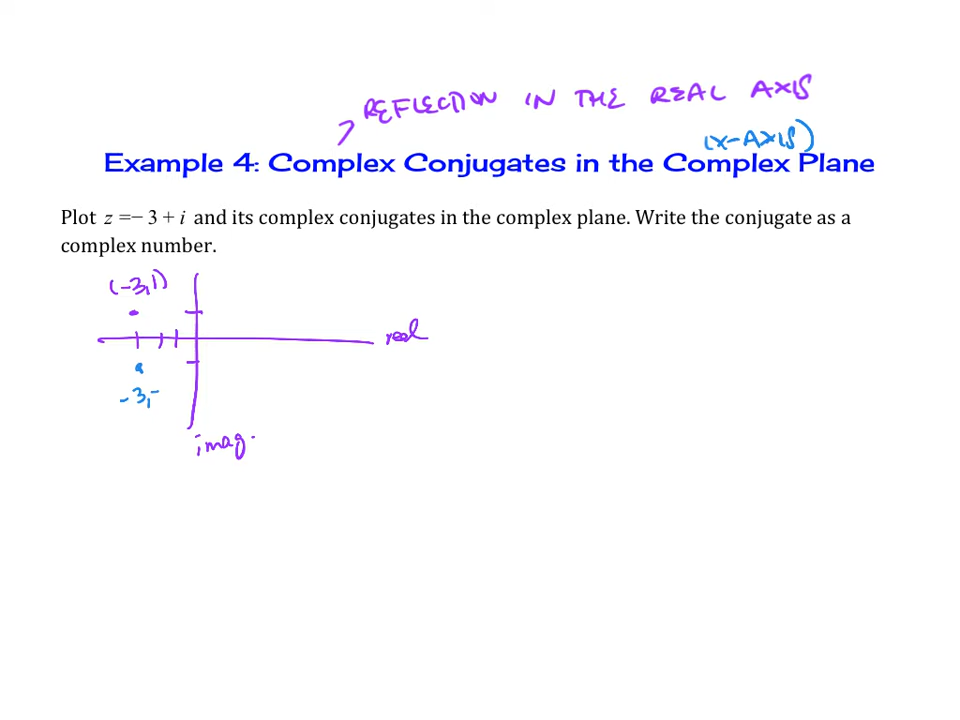 REFLECTION IN THE REAL AXIS
(X-AXIS)
Example 4: Complex Conjugates in the Complex Plane
Plot z =− 3 + i and its complex conjugates in the complex plane. Write the conjugate as a
complex number.
(-3,1)
real
-3,-
imag.